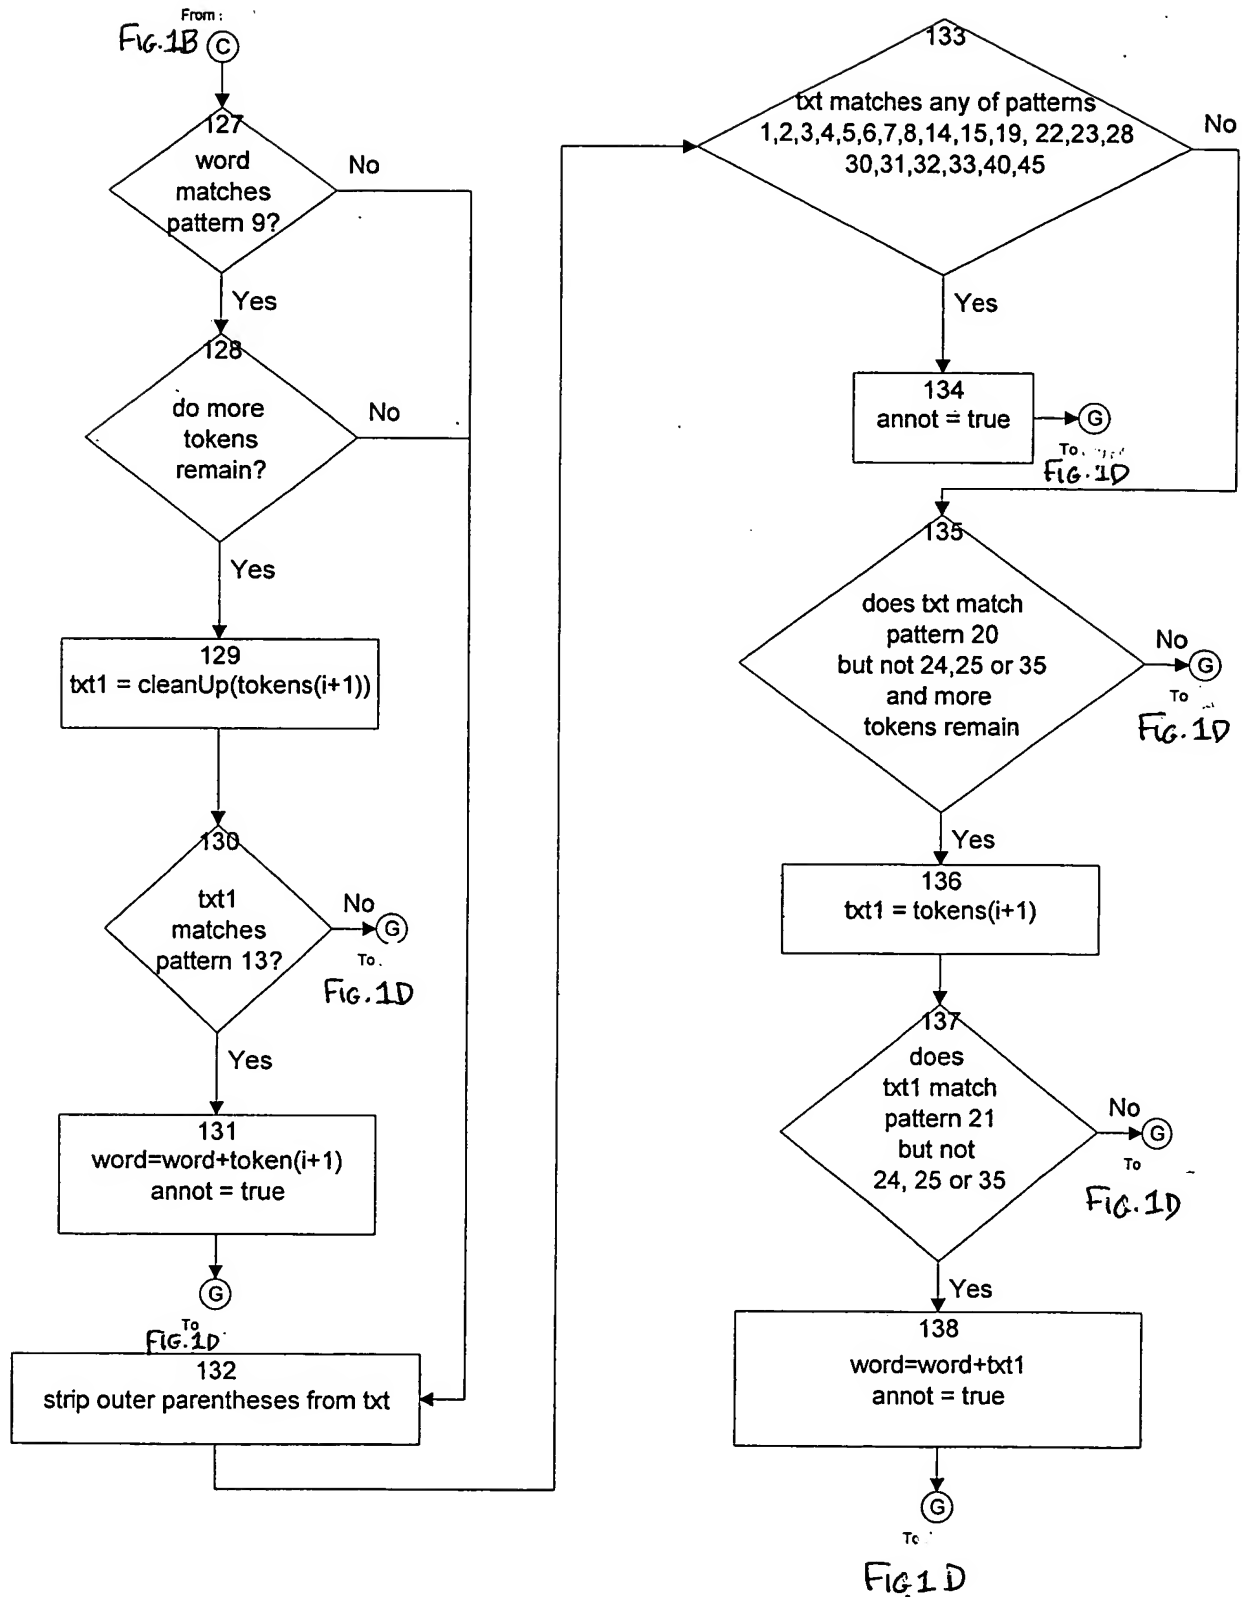 From:
FIG.1B C
127
word
matches
pattern 9?
No
Yes
128
do more
tokens
remain?
No
Yes
129
txt1 = cleanUp(tokens(i+1))
130
txt1
matches
pattern 13?
No
G
To.
FIG.1D
Yes
131
word=word+token(i+1)
annot = true
G
To
FIG.1D
132
strip outer parentheses from txt
133
txt matches any of patterns
1,2,3,4,5,6,7,8,14,15,19, 22,23,28
30,31,32,33,40,45
No
Yes
134
annot = true
G
To
FIG.1D
135
does txt match
pattern 20
but not 24,25 or 35
and more
tokens remain
No
G
To
FIG.1D
Yes
136
txt1 = tokens(i+1)
137
does
txt1 match
pattern 21
but not
24, 25 or 35
No
G
To
FIG.1D
Yes
138
word=word+txt1
annot = true
G
To
FIG1D